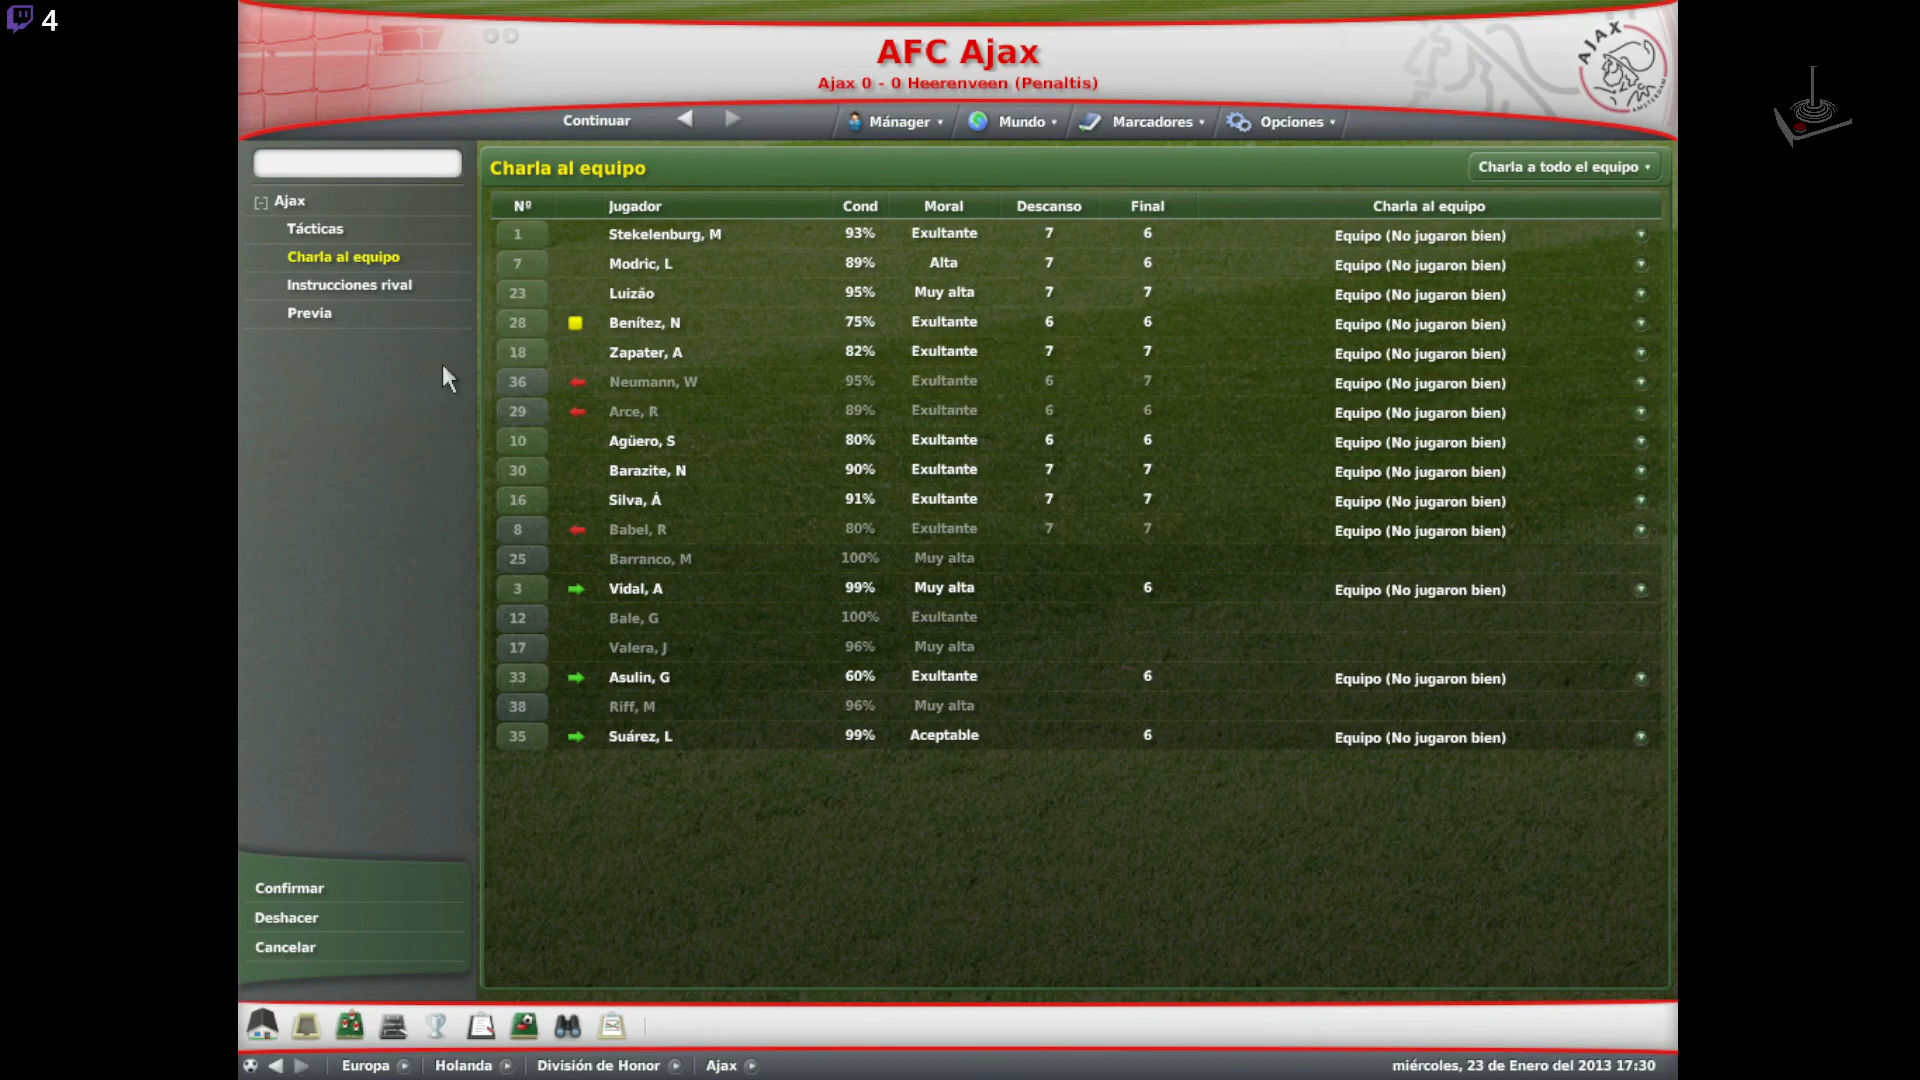 4
AFC Ajax
Ajax 0 - 0 Heerenveen (Penaltis)
AJAX
AMSTERDAM
Continuar Mánager Mundo Marcadores Opciones
[-] Ajax
Tácticas
Charla al equipo
Instrucciones rival
Previa
Charla al equipo Charla a todo el equipo
Nº Jugador Cond Moral Descanso Final Charla al equipo
1 Stekelenburg, M 93% Exultante 7 6 Equipo (No jugaron bien)
7 Modric, L 89% Alta 7 6 Equipo (No jugaron bien)
23 Luizão 95% Muy alta 7 7 Equipo (No jugaron bien)
28 Benítez, N 75% Exultante 6 6 Equipo (No jugaron bien)
18 Zapater, A 82% Exultante 7 7 Equipo (No jugaron bien)
36 Neumann, W 95% Exultante 6 7 Equipo (No jugaron bien)
29 Arce, R 89% Exultante 6 6 Equipo (No jugaron bien)
10 Agüero, S 80% Exultante 6 6 Equipo (No jugaron bien)
30 Barazite, N 90% Exultante 7 7 Equipo (No jugaron bien)
16 Silva, Á 91% Exultante 7 7 Equipo (No jugaron bien)
8 Babel, R 80% Exultante 7 7 Equipo (No jugaron bien)
25 Barranco, M 100% Muy alta
3 Vidal, A 99% Muy alta 6 Equipo (No jugaron bien)
12 Bale, G 100% Exultante
17 Valera, J 96% Muy alta
33 Asulin, G 60% Exultante 6 Equipo (No jugaron bien)
38 Riff, M 96% Muy alta
35 Suárez, L 99% Aceptable 6 Equipo (No jugaron bien)
Confirmar
Deshacer
Cancelar
Europa Holanda División de Honor Ajax miércoles, 23 de Enero del 2013 17:30